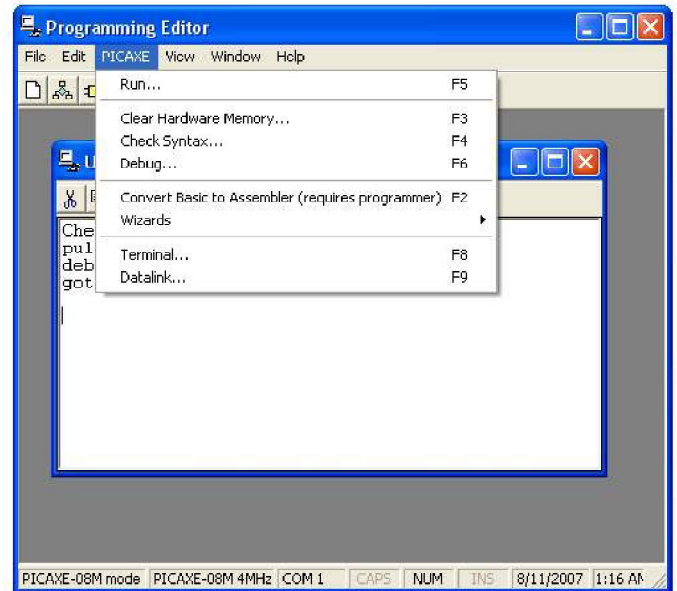 Programming Editor
File Edit PICAXE View Window Help
Run... F5
Clear Hardware Memory... F3
Check Syntax... F4
Debug... F6
Convert Basic to Assembler (requires programmer) F2
Wizards
Terminal... F8
Datalink... F9
U
Che
pul
deb
got
PICAXE-08M mode PICAXE-08M 4MHz COM 1 CAPS NUM INS 8/11/2007 1:16 AM